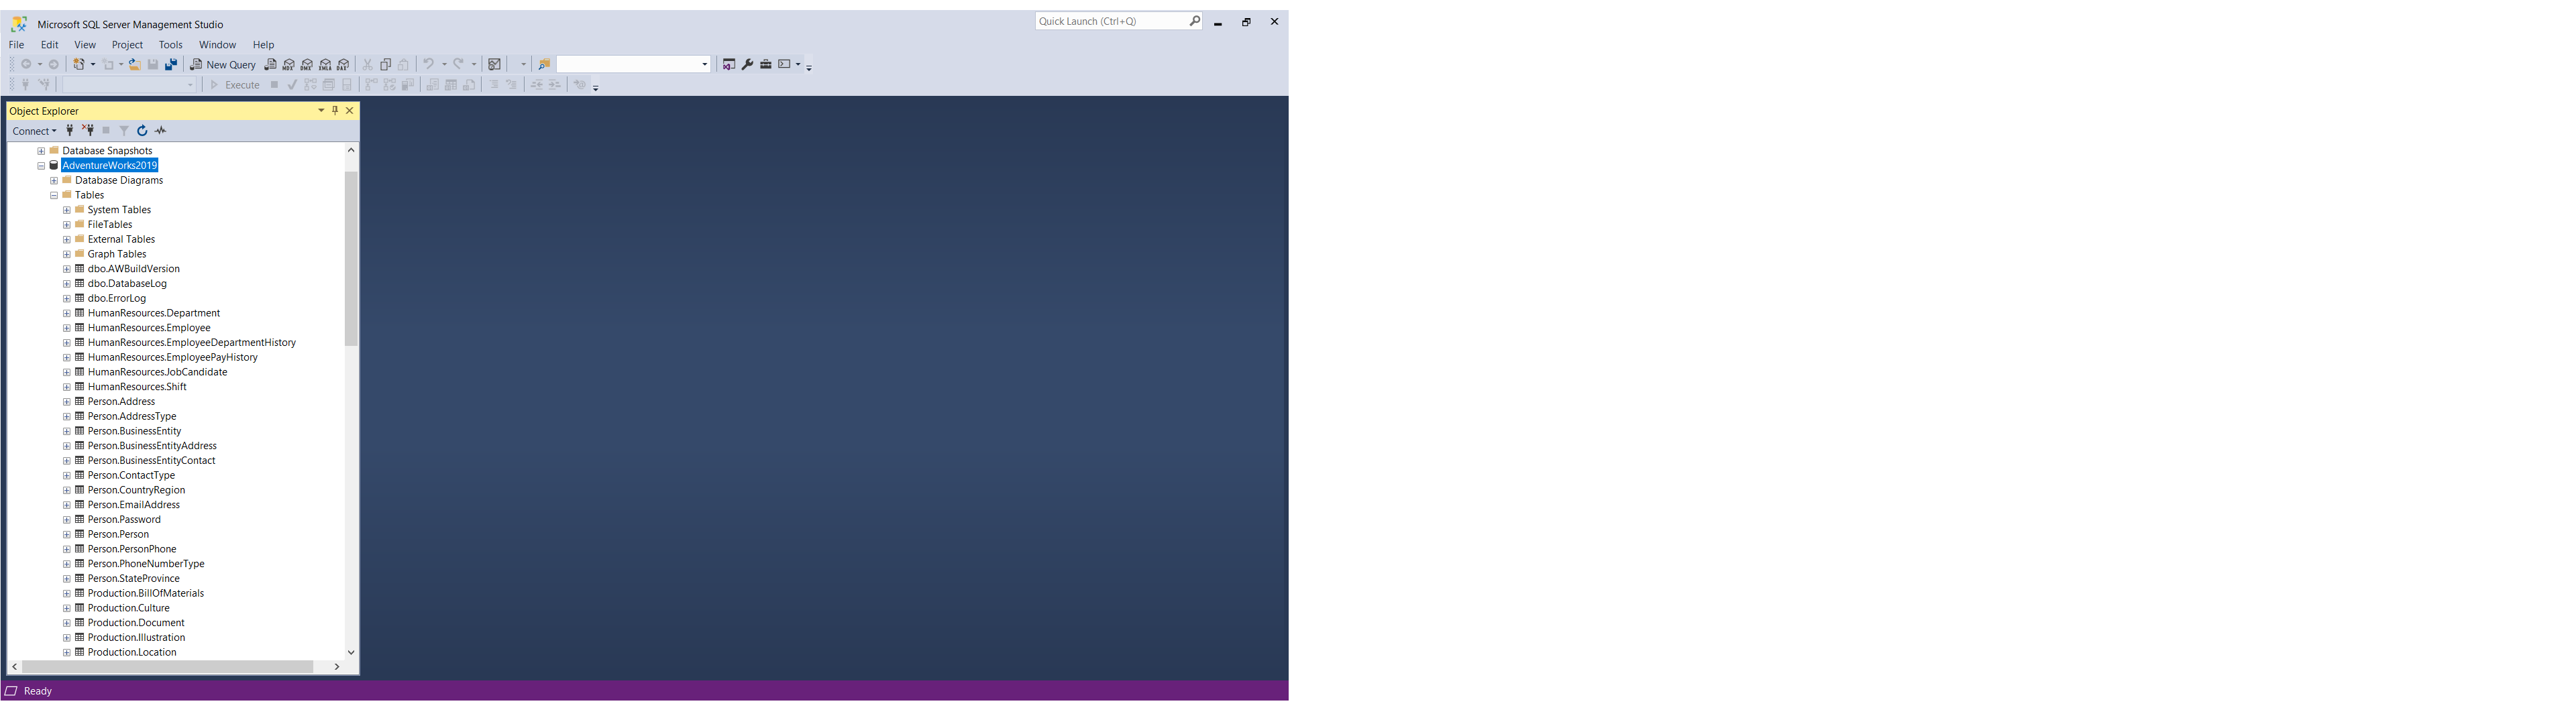 Microsoft SQL Server Management Studio
Quick Launch (Ctrl+Q)
File Edit View Project Tools Window Help
New Query MDX DMX XMLA DAX
Execute
Object Explorer
Connect
Database Snapshots
AdventureWorks2019
Database Diagrams
Tables
System Tables
FileTables
External Tables
Graph Tables
dbo.AWBuildVersion
dbo.DatabaseLog
dbo.ErrorLog
HumanResources.Department
HumanResources.Employee
HumanResources.EmployeeDepartmentHistory
HumanResources.EmployeePayHistory
HumanResources.JobCandidate
HumanResources.Shift
Person.Address
Person.AddressType
Person.BusinessEntity
Person.BusinessEntityAddress
Person.BusinessEntityContact
Person.ContactType
Person.CountryRegion
Person.EmailAddress
Person.Password
Person.Person
Person.PersonPhone
Person.PhoneNumberType
Person.StateProvince
Production.BillOfMaterials
Production.Culture
Production.Document
Production.Illustration
Production.Location
Ready